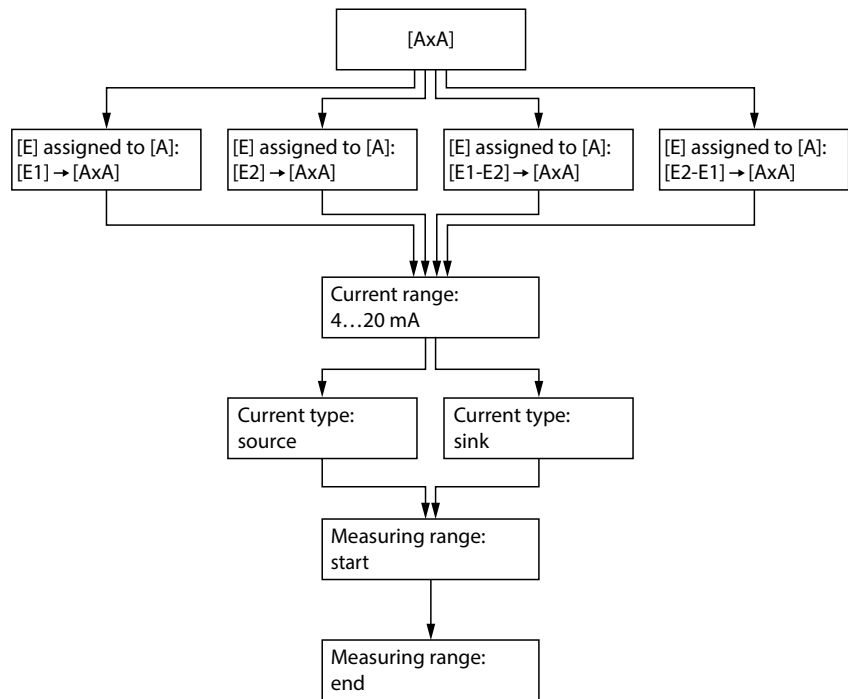 [AxA]
[E] assigned to [A]:
[E1] → [AxA]
[E] assigned to [A]:
[E2] → [AxA]
[E] assigned to [A]:
[E1-E2] → [AxA]
[E] assigned to [A]:
[E2-E1] → [AxA]
Current range:
4…20 mA
Current type:
source
Current type:
sink
Measuring range:
start
Measuring range:
end